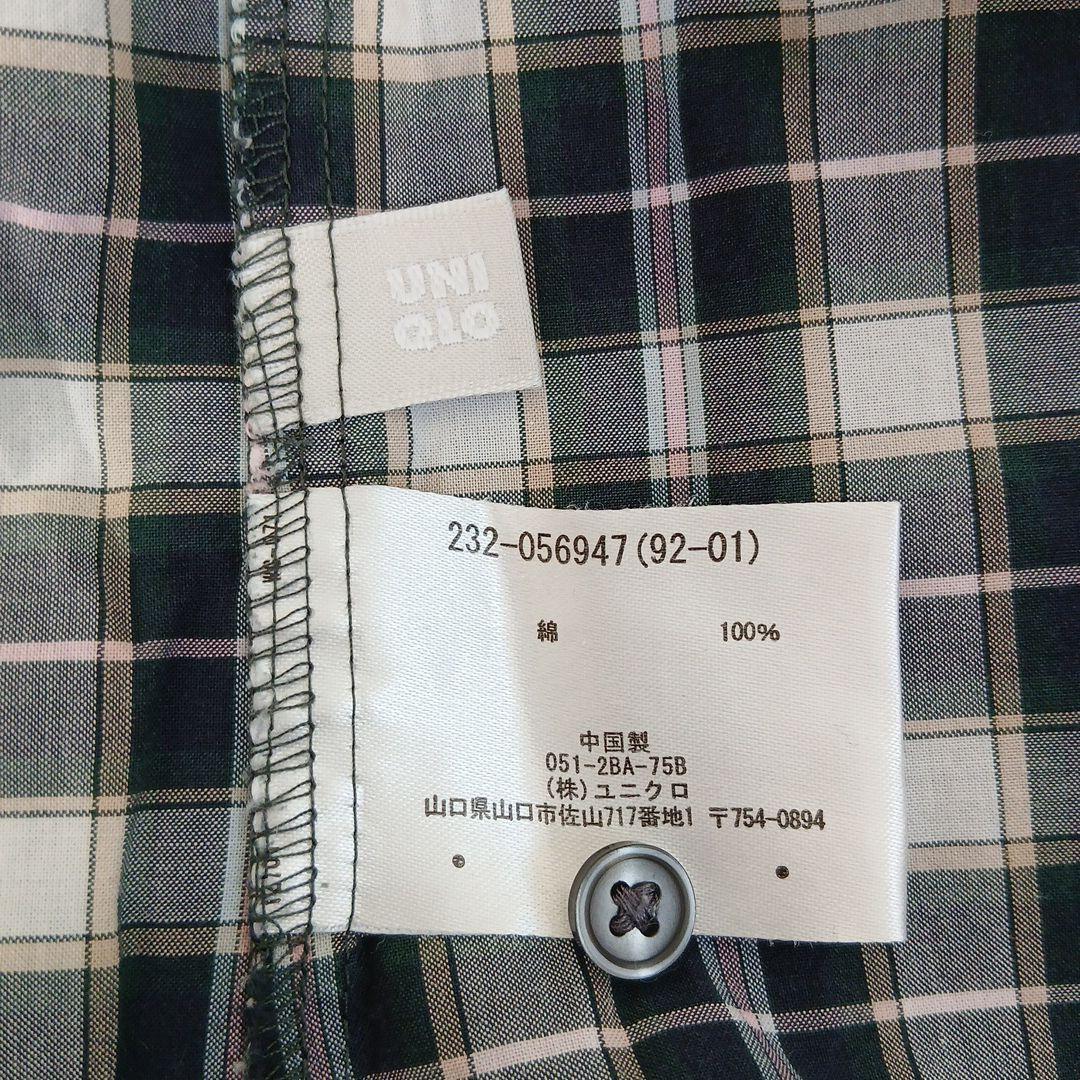 UNI
QLO
232-056947(92-01)
綿 100%
中国製
051-2BA-75B
(株)ユニクロ
山口県山口市佐山717番地1 〒754-0894